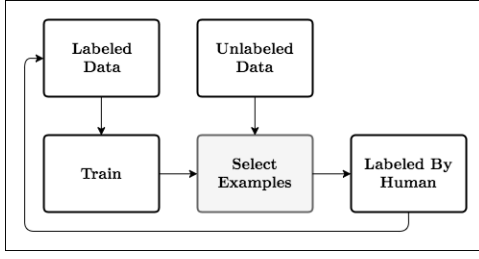 Labeled
Data
Unlabeled
Data
Train
Select
Examples
Labeled By
Human